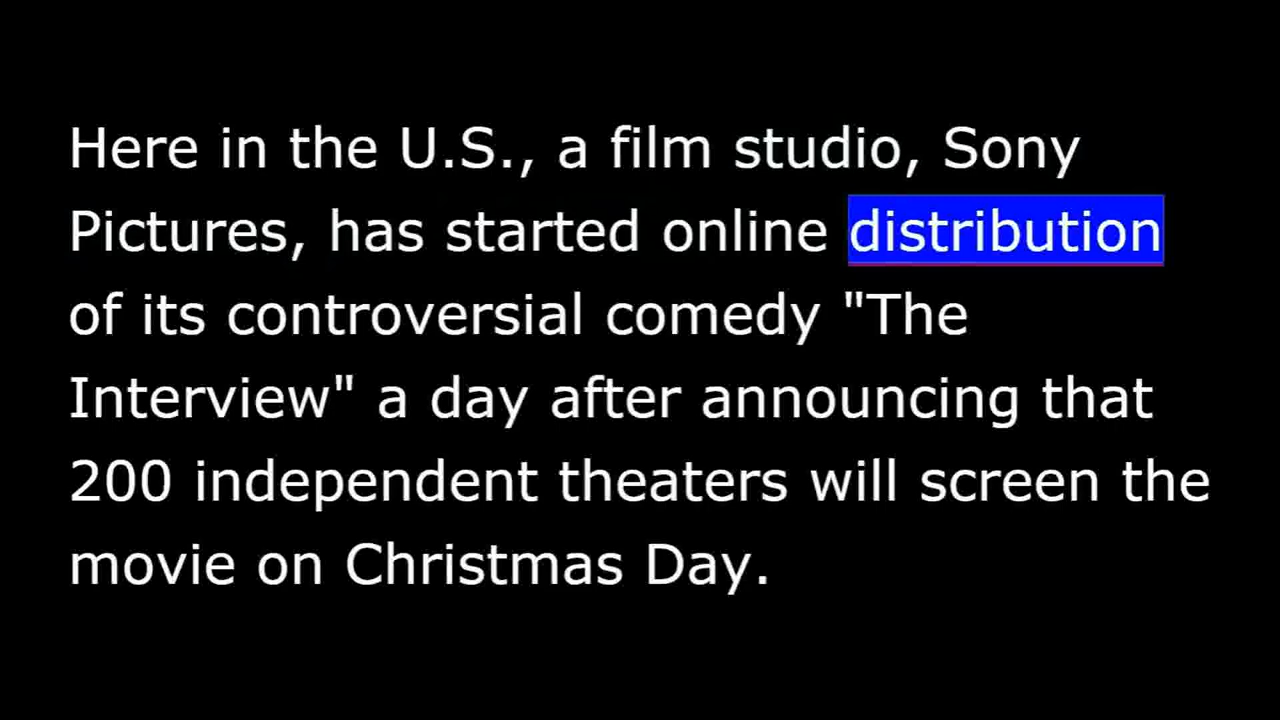 Here in the U.S., a film studio, Sony
Pictures, has started online distribution
of its controversial comedy "The
Interview" a day after announcing that
200 independent theaters will screen the
movie on Christmas Day.